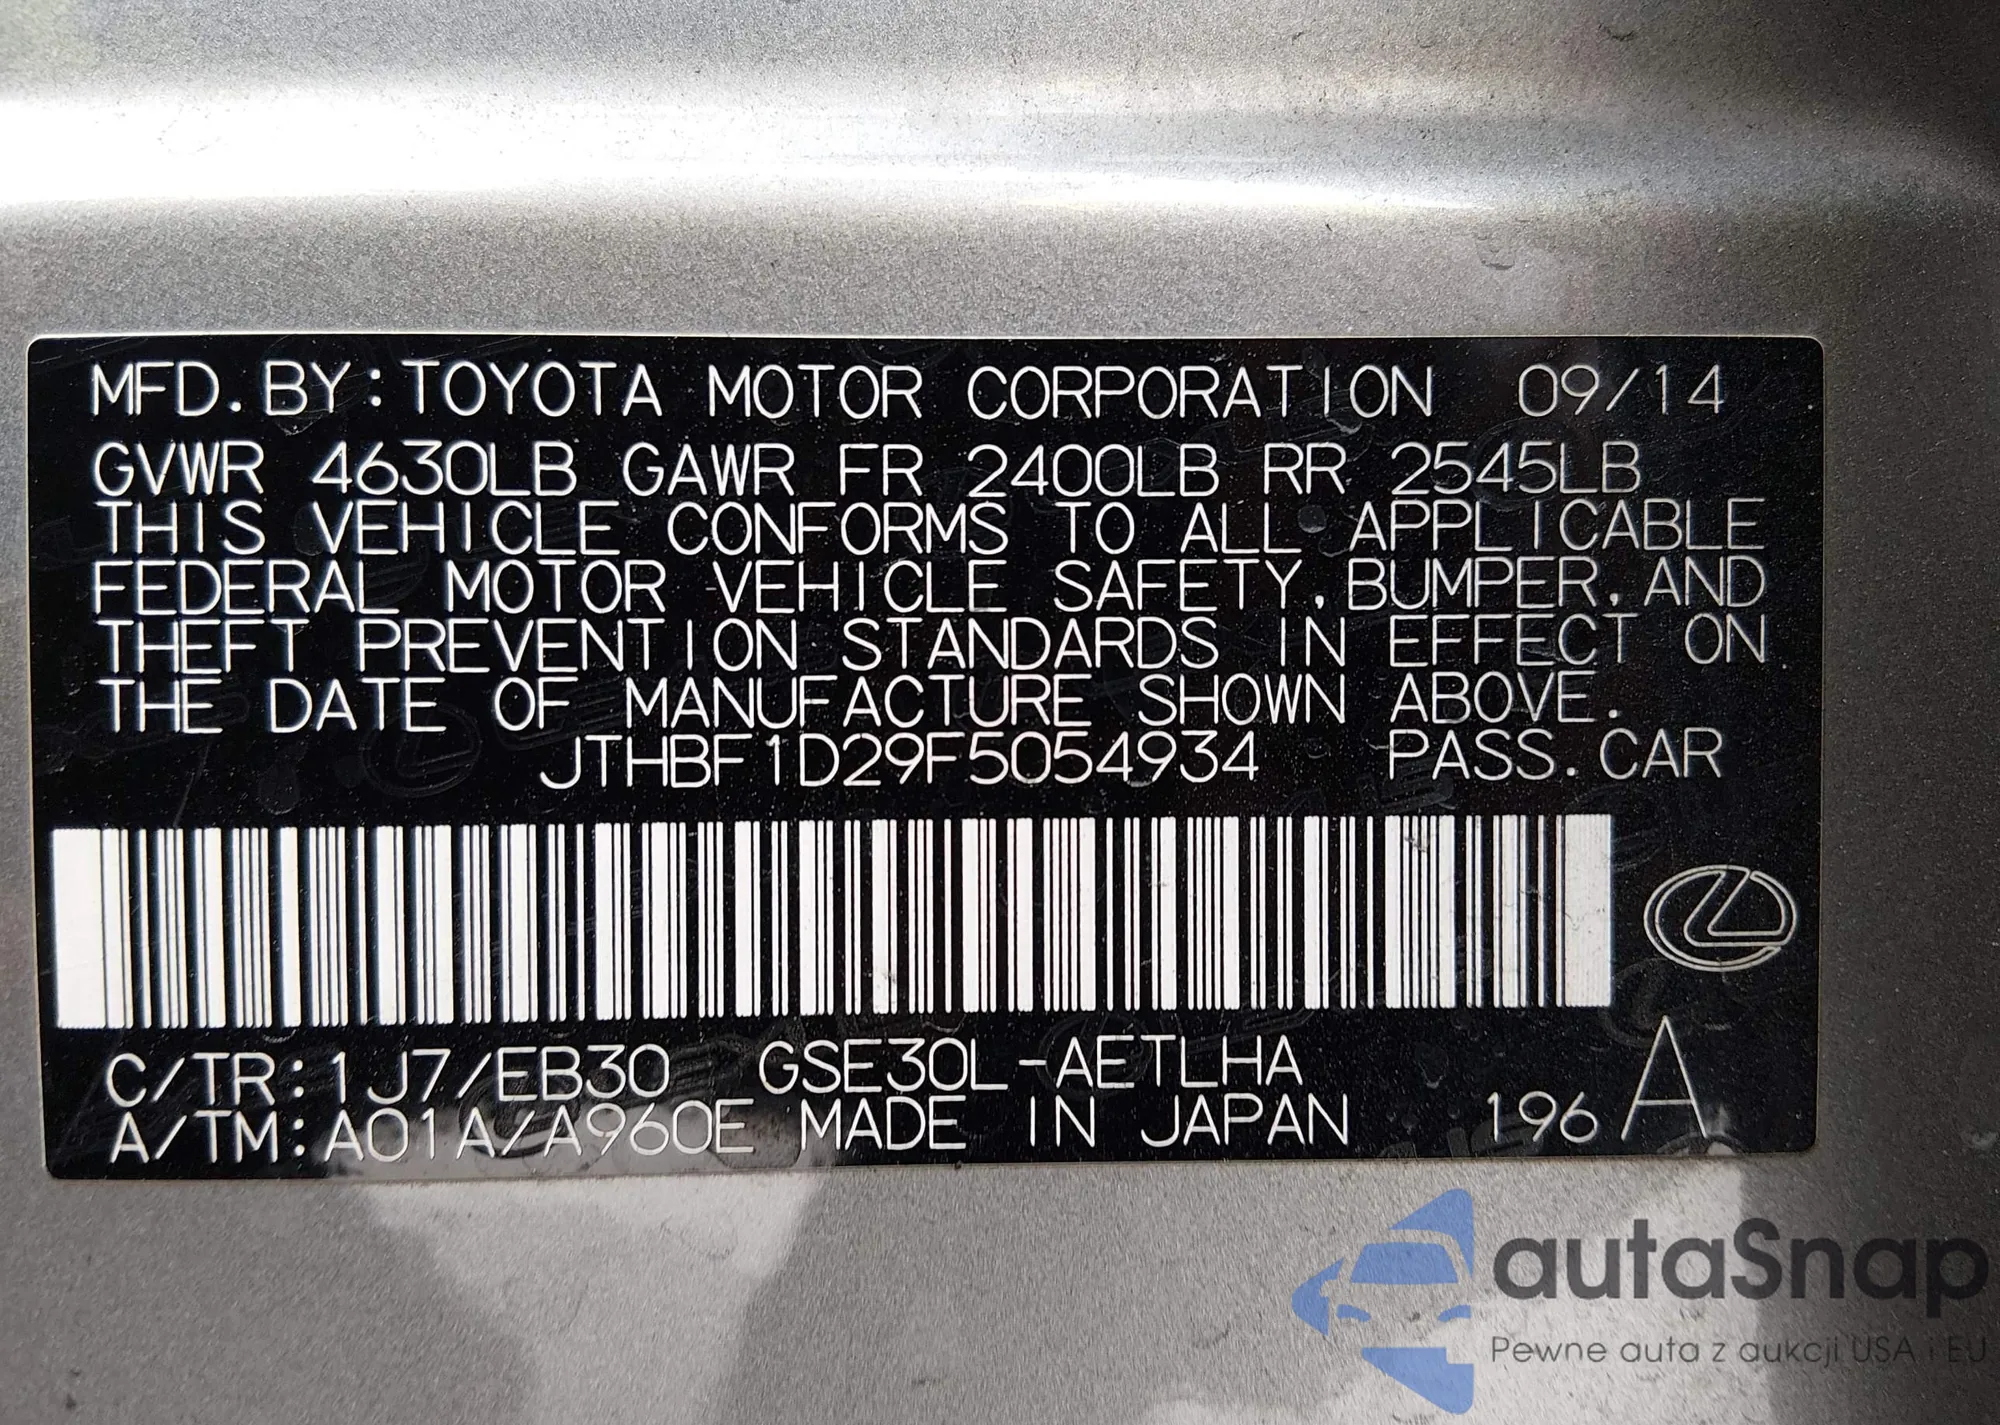 MFD. BY: TOYOTA MOTOR CORPORATION 09/14
GVWR 4630LB GAWR FR 2400LB RR 2545LB
THIS VEHICLE CONFORMS TO ALL APPLICABLE
FEDERAL MOTOR VEHICLE SAFETY, BUMPER, AND
THEFT PREVENTION STANDARDS IN EFFECT ON
THE DATE OF MANUFACTURE SHOWN ABOVE.
JTHBF1D29F5054934 PASS. CAR
C/TR: 1J7/EB30 GSE30L-AETLHA
A/TM: A01A/A960E MADE IN JAPAN 196 A
autaSnap
Pewne auta z aukcji USA i EU